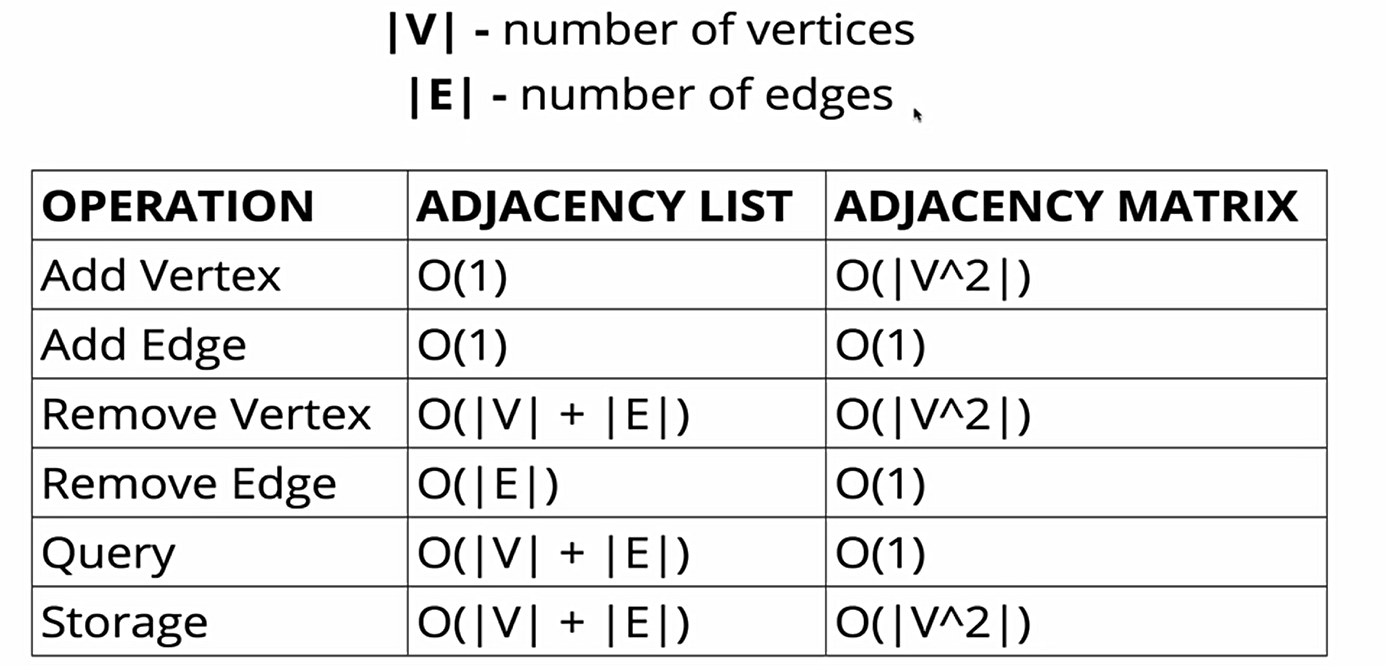 |V| - number of vertices
|E| - number of edges
OPERATION ADJACENCY LIST ADJACENCY MATRIX
Add Vertex O(1) O(|V^2|)
Add Edge O(1) O(1)
Remove Vertex O(|V| + |E|) O(|V^2|)
Remove Edge O(|E|) O(1)
Query O(|V| + |E|) O(1)
Storage O(|V| + |E|) O(|V^2|)